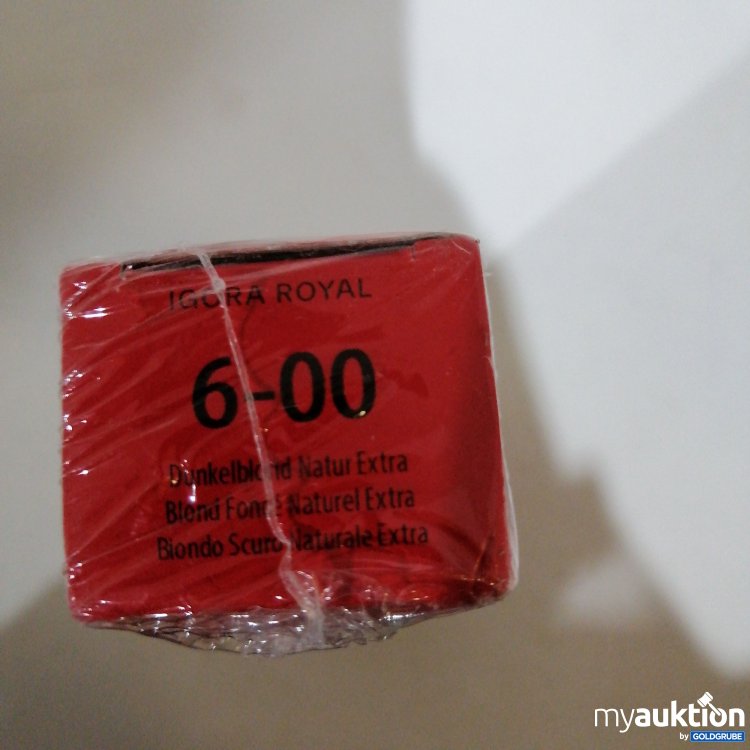 IGORA ROYAL
6-00
Dunkelblond Natur Extra
Blond Foncé Naturel Extra
Biondo Scuro Naturale Extra
myauktion
by GOLDGRUBE